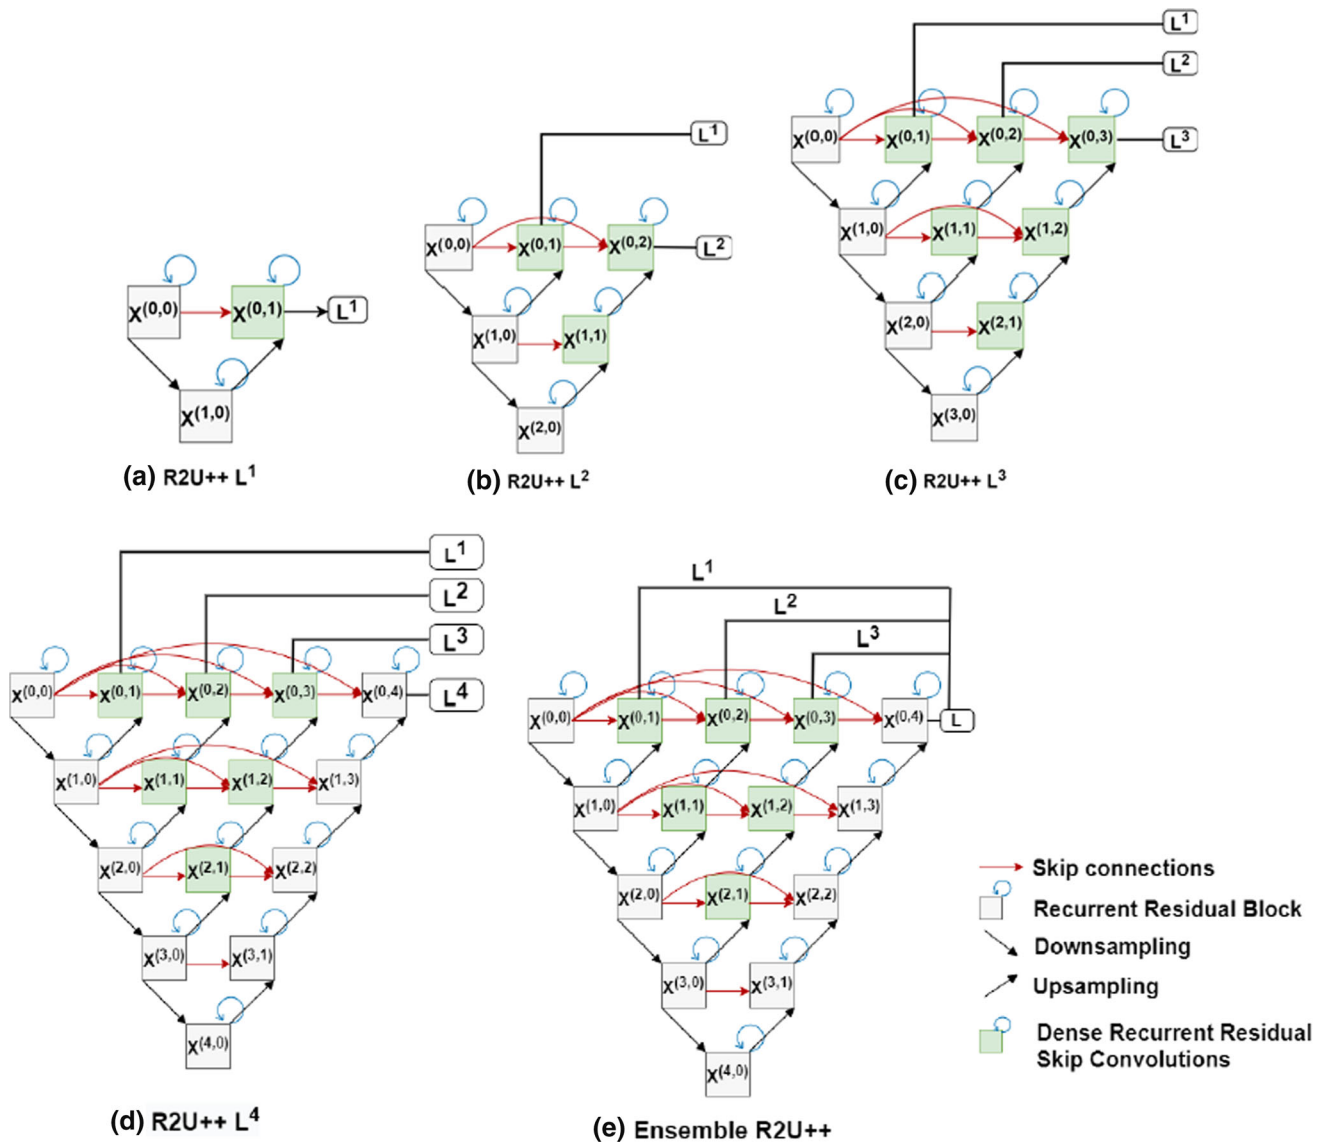 L1
X(0,0) X(0,1) L1
X(1,0)
(a) R2U++ L1
L1
X(0,0) X(0,1) X(0,2) L2
X(1,0) X(1,1)
X(2,0)
(b) R2U++ L2
L1
L2
X(0,0) X(0,1) X(0,2) X(0,3) L3
X(1,0) X(1,1) X(1,2)
X(2,0) X(2,1)
X(3,0)
(c) R2U++ L3
L1
L2
L3
X(0,0) X(0,1) X(0,2) X(0,3) X(0,4) L4
X(1,0) X(1,1) X(1,2) X(1,3)
X(2,0) X(2,1) X(2,2)
X(3,0) X(3,1)
X(4,0)
(d) R2U++ L4
L1
L2
L3
X(0,0) X(0,1) X(0,2) X(0,3) X(0,4) L
X(1,0) X(1,1) X(1,2) X(1,3)
X(2,0) X(2,1) X(2,2)
X(3,0) X(3,1)
X(4,0)
(e) Ensemble R2U++
Skip connections
Recurrent Residual Block
Downsampling
Upsampling
Dense Recurrent Residual
Skip Convolutions